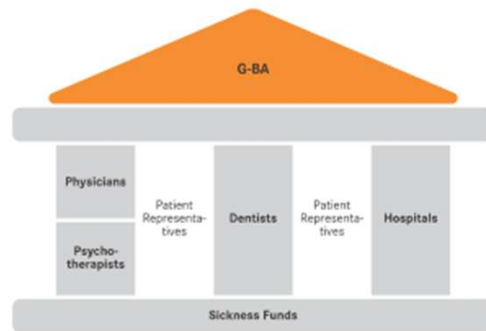 G-BA
Physicians
Psycho-
therapists
Patient
Representa-
tives
Dentists
Patient
Representa-
tives
Hospitals
Sickness Funds